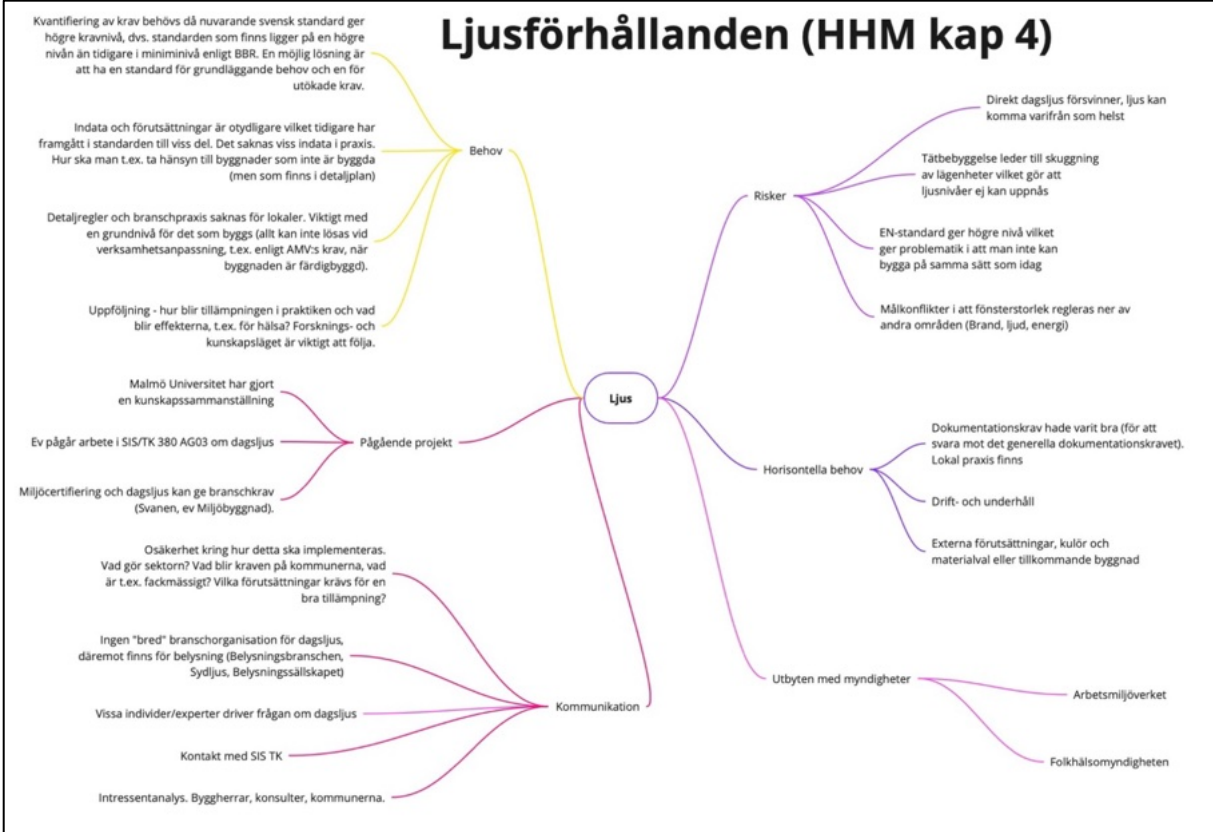 Ljusförhållanden (HHM kap 4)
Kvantifiering av krav behövs då nuvarande svensk standard ger
högre kravnivå, dvs. standarden som finns ligger på en högre
nivån än tidigare i miniminivå enligt BBR. En möjlig lösning är
att ha en standard för grundläggande behov och en för
utökade krav.
Indata och förutsättningar är otydligare vilket tidigare har
framgått i standarden till viss del. Det saknas viss indata i praxis.
Hur ska man t.ex. ta hänsyn till byggnader som inte är byggda
(men som finns i detaljplan)
Detaljregler och branschpraxis saknas för lokaler. Viktigt med
en grundnivå för det som byggs (allt kan inte lösas vid
verksamhetsanpassning, t.ex. enligt AMV:s krav, när
byggnaden är färdigbyggd).
Uppföljning - hur blir tillämpningen i praktiken och vad
blir effekterna, t.ex. för hälsa? Forsknings- och
kunskapsläget är viktigt att följa.
Behov
Malmö Universitet har gjort
en kunskapssammanställning
Ev pågår arbete i SIS/TK 380 AG03 om dagsljus
Miljöcertifiering och dagsljus kan ge branschkrav
(Svanen, ev Miljöbyggnad).
Pågående projekt
Osäkerhet kring hur detta ska implementeras.
Vad gör sektorn? Vad blir kraven på kommunerna, vad
är t.ex. fackmässigt? Vilka förutsättningar krävs för en
bra tillämpning?
Ingen "bred" branschorganisation för dagsljus,
däremot finns för belysning (Belysningsbranschen,
Sydljus, Belysningssällskapet)
Vissa individer/experter driver frågan om dagsljus
Kontakt med SIS TK
Intressentanalys. Byggherrar, konsulter, kommunerna.
Kommunikation
Ljus
Risker
Direkt dagsljus försvinner, ljus kan
komma varifrån som helst
Tätbebyggelse leder till skuggning
av lägenheter vilket gör att
ljusnivåer ej kan uppnås
EN-standard ger högre nivå vilket
ger problematik i att man inte kan
bygga på samma sätt som idag
Målkonflikter i att fönsterstorlek regleras ner av
andra områden (Brand, ljud, energi)
Horisontella behov
Dokumentationskrav hade varit bra (för att
svara mot det generella dokumentationskravet).
Lokal praxis finns
Drift- och underhåll
Externa förutsättningar, kulör och
materialval eller tillkommande byggnad
Utbyten med myndigheter
Arbetsmiljöverket
Folkhälsomyndigheten